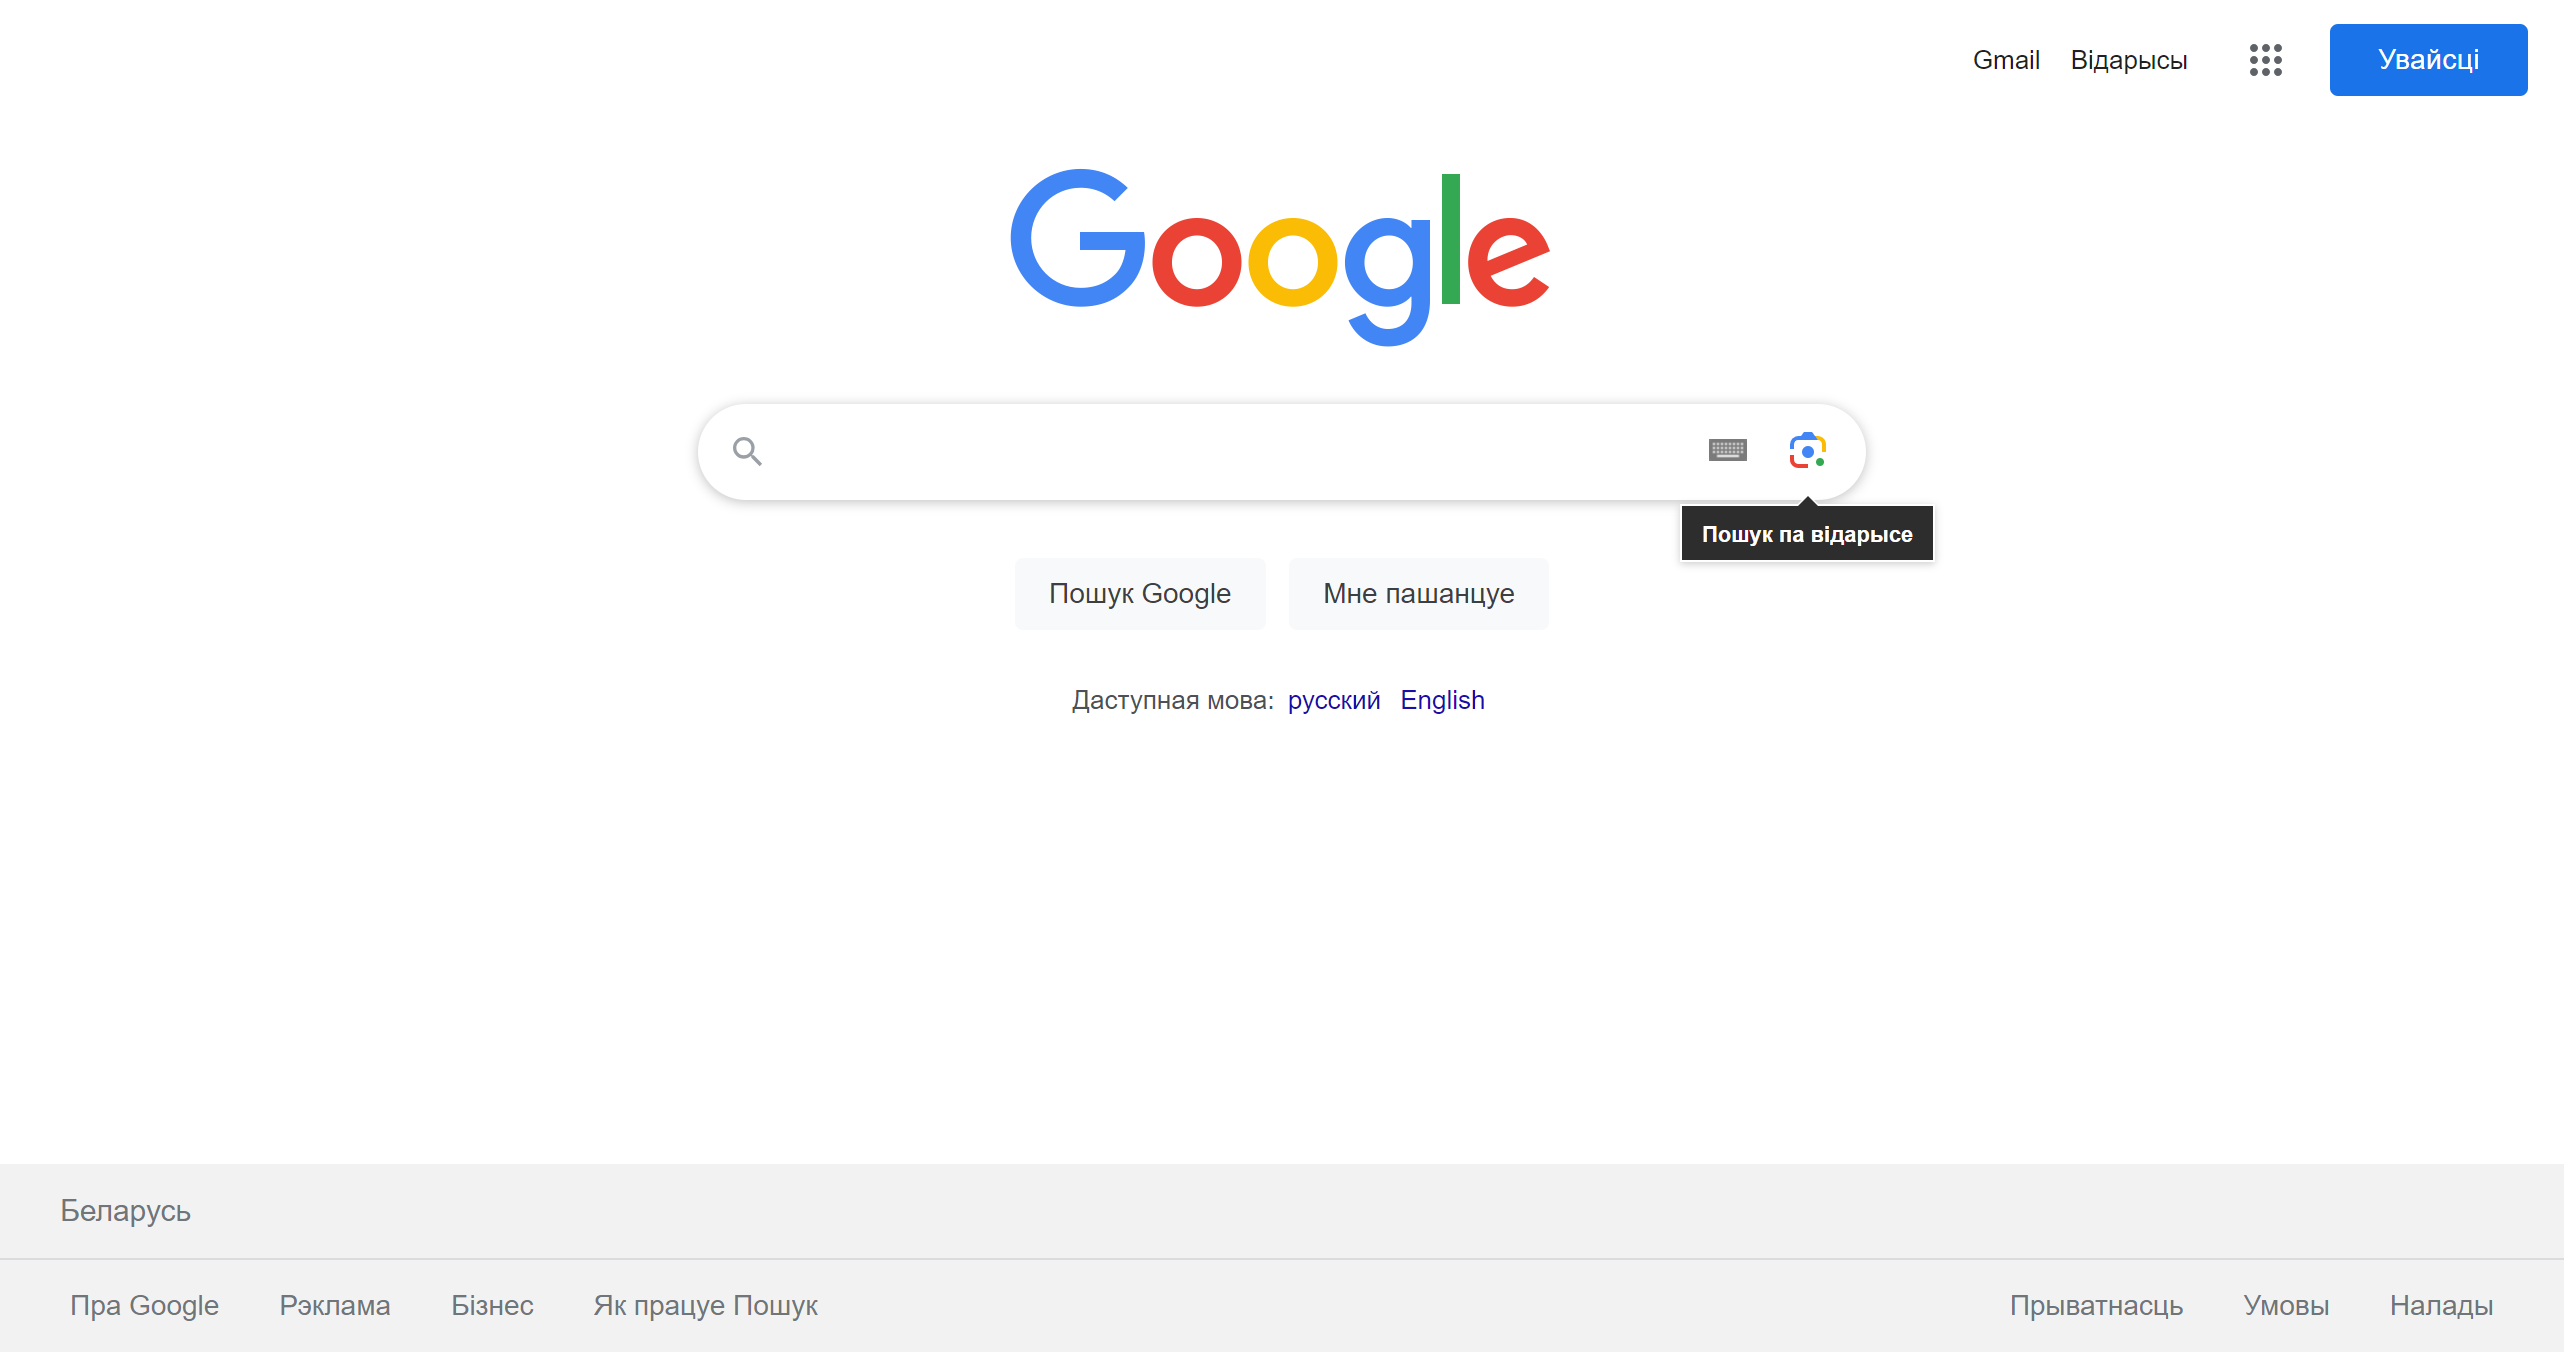 Gmail Відарысы Увайсці
Google
Пошук па відарысе
Пошук Google Мне пашанцуе
Даступная мова: русский English
Беларусь
Пра Google Рэклама Бізнес Як працуе Пошук Прыватнасць Умовы Налады